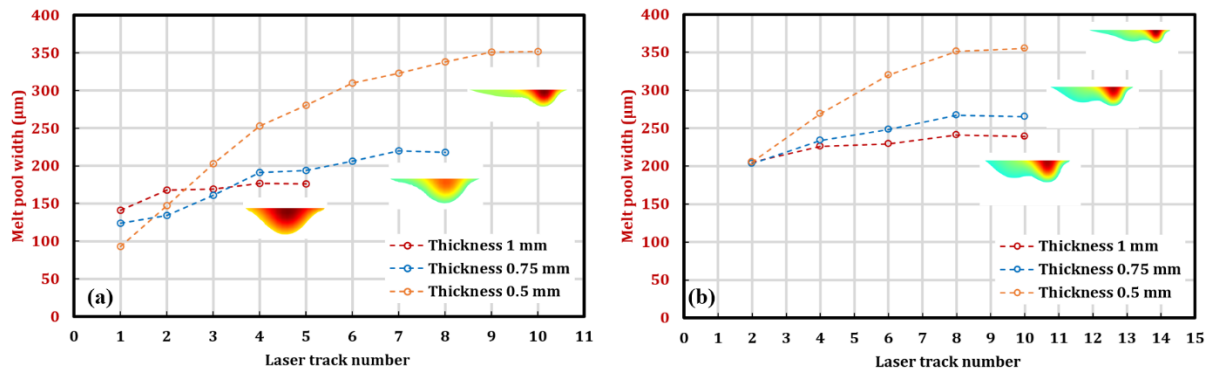 400
350
300
250
200
150
100
50
0
Melt pool width (µm)
Thickness 1 mm
Thickness 0.75 mm
Thickness 0.5 mm
(a)
0 1 2 3 4 5 6 7 8 9 10 11
Laser track number
400
350
300
250
200
150
100
50
0
Melt pool width (µm)
Thickness 1 mm
Thickness 0.75 mm
Thickness 0.5 mm
(b)
0 1 2 3 4 5 6 7 8 9 10 11 12 13 14 15
Laser track number